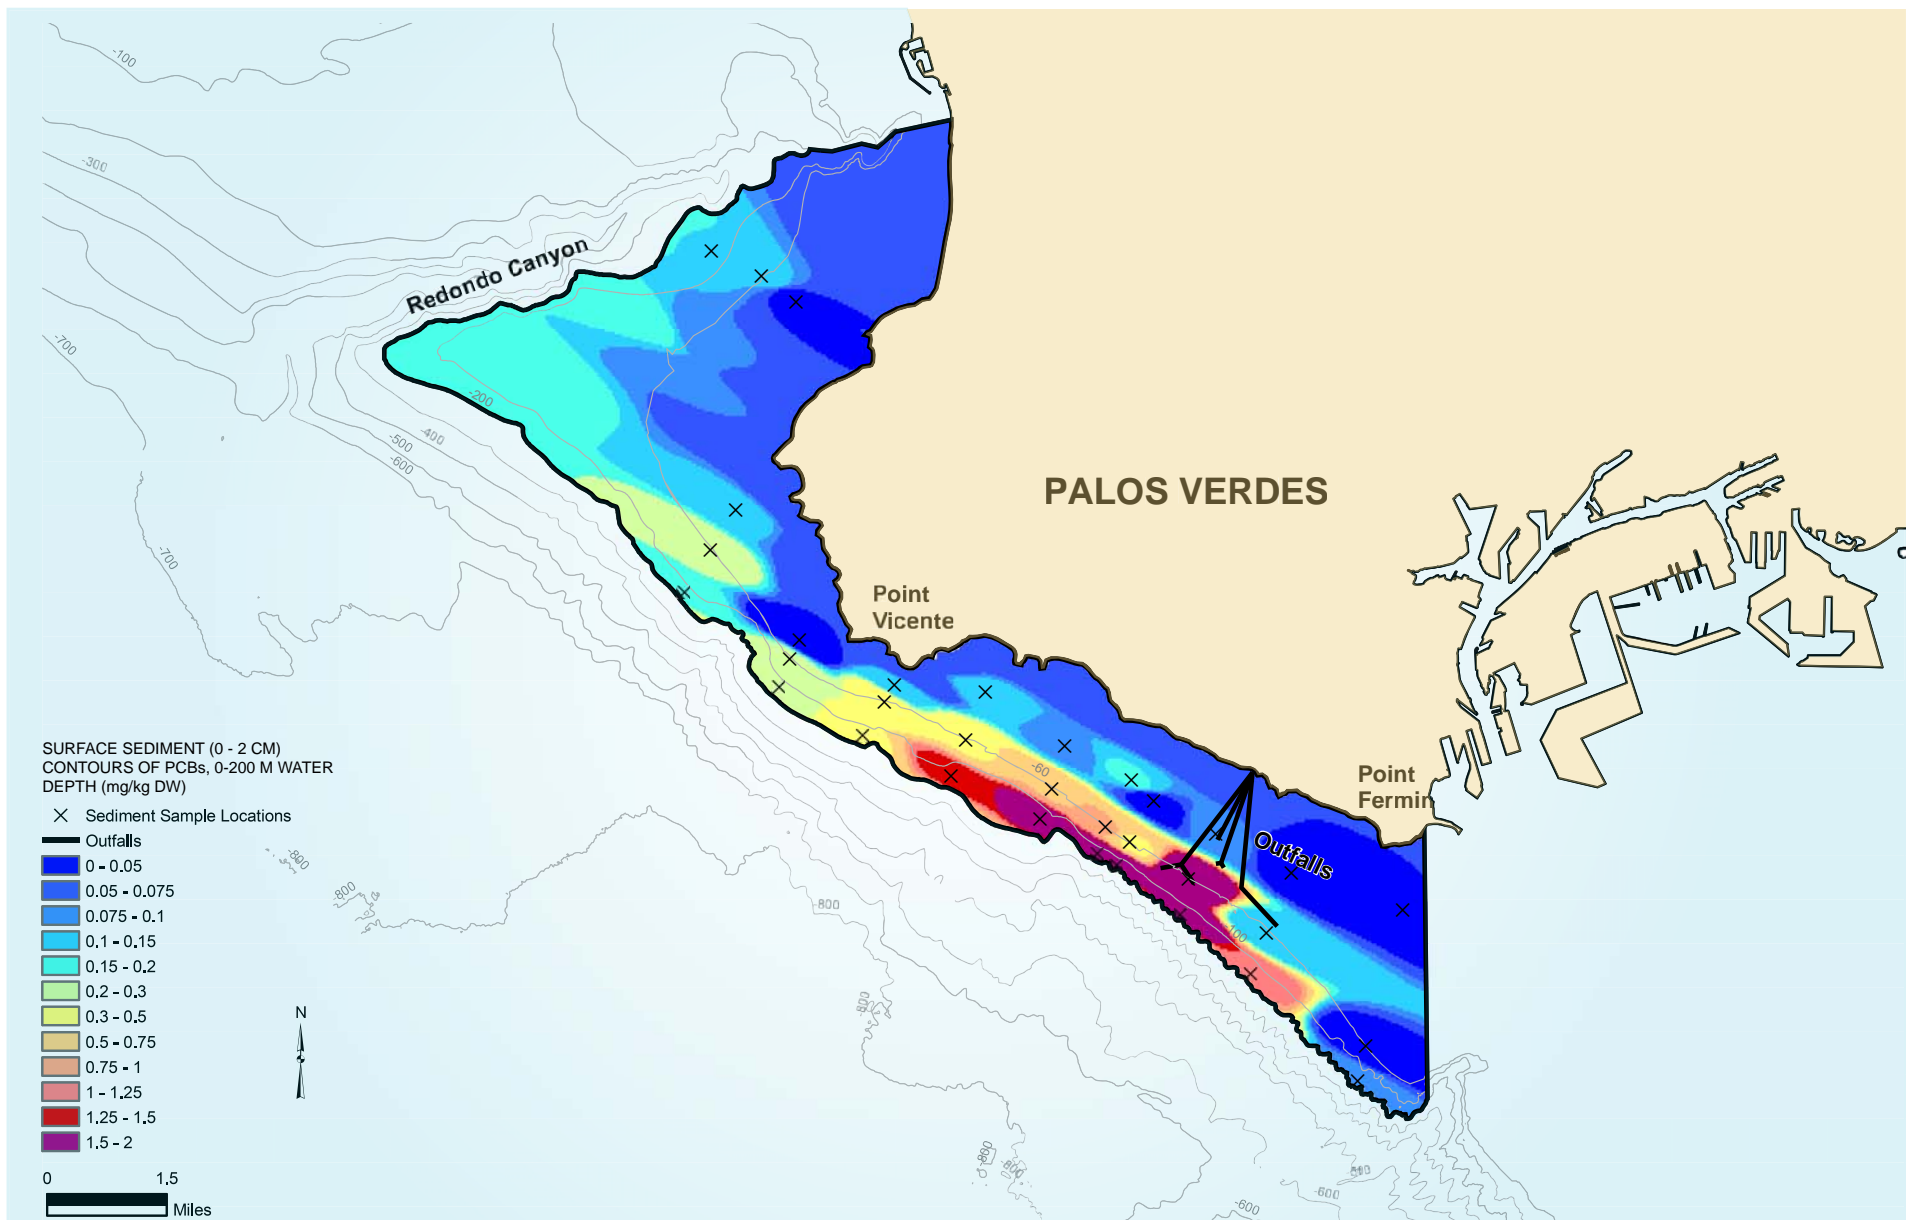 -100
-300
Redondo Canyon
-700
-200
-400
-500
-600
-700
PALOS VERDES
Point
Vicente
-60
Point
Fermin
Outfalls
-100
SURFACE SEDIMENT (0 - 2 CM)
CONTOURS OF PCBs, 0-200 M WATER
DEPTH (mg/kg DW)
Sediment Sample Locations
Outfalls
0 - 0.05
0.05 - 0.075
0.075 - 0.1
0.1 - 0.15
0.15 - 0.2
0.2 - 0.3
0.3 - 0.5
0.5 - 0.75
0.75 - 1
1 - 1.25
1.25 - 1.5
1.5 - 2
N
0 1.5
Miles
-800
-800
-800
-800
-800
-800
-600
-600